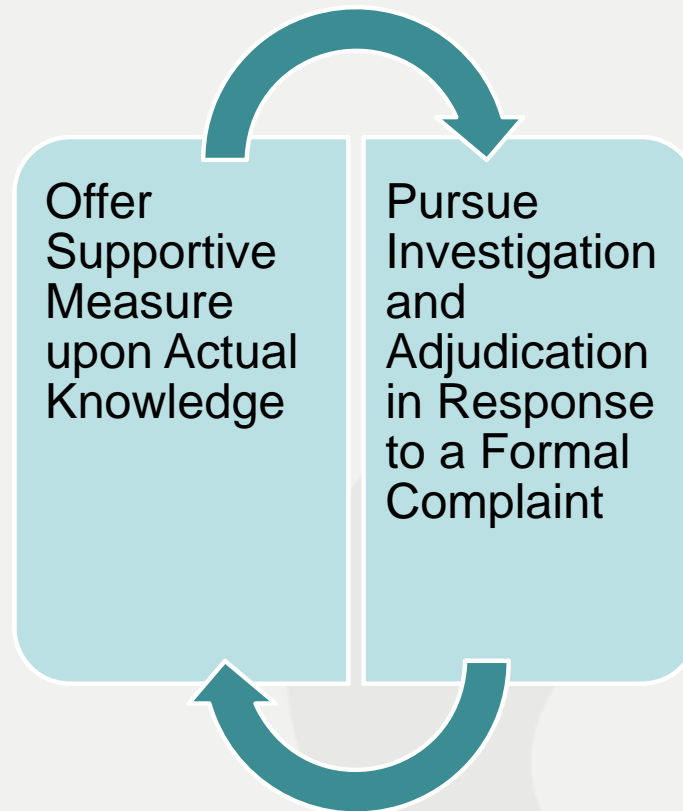 Offer
Supportive
Measure
upon Actual
Knowledge
Pursue
Investigation
and
Adjudication
in Response
to a Formal
Complaint